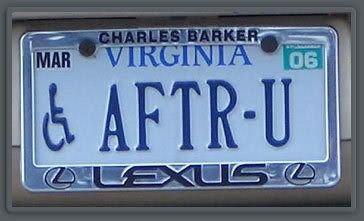 CHARLES BARKER
MAR VIRGINIA 06
AFTR-U
LEXUS